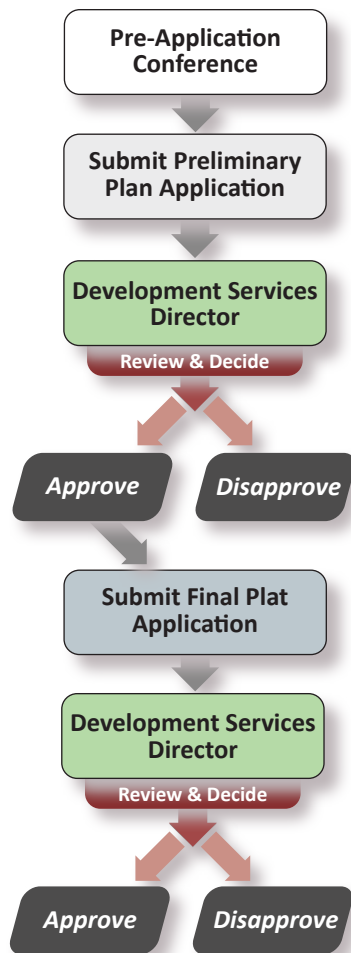 Pre-Application
Conference
Submit Preliminary
Plan Application
Development Services
Director
Review & Decide
Approve
Disapprove
Submit Final Plat
Application
Development Services
Director
Review & Decide
Approve
Disapprove